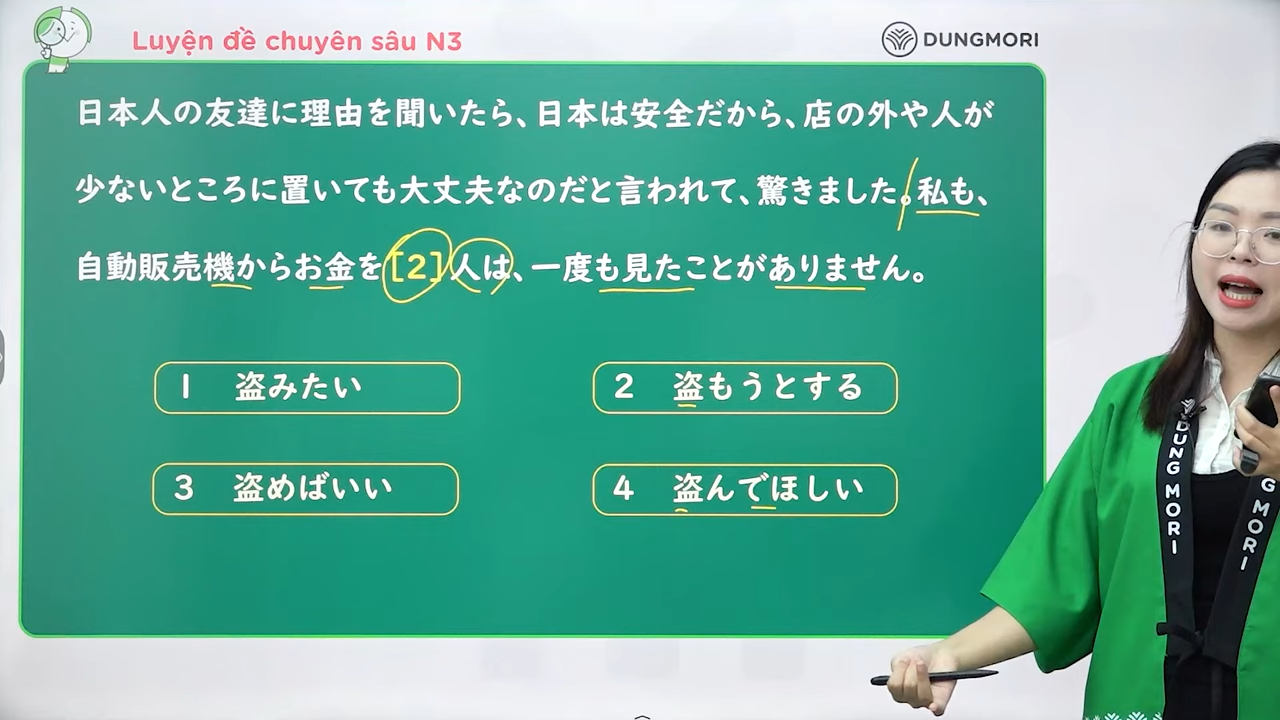 Luyện đề chuyên sâu N3
DUNGMORI
日本人の友達に理由を聞いたら、日本は安全だから、店の外や人が
少ないところに置いても大丈夫なのだと言われて、驚きました。私も、
自動販売機からお金を[2]人は、一度も見たことがありません。
1 盗みたい
2 盗もうとする
3 盗めばいい
4 盗んでほしい
DUNG MORI
G MORI